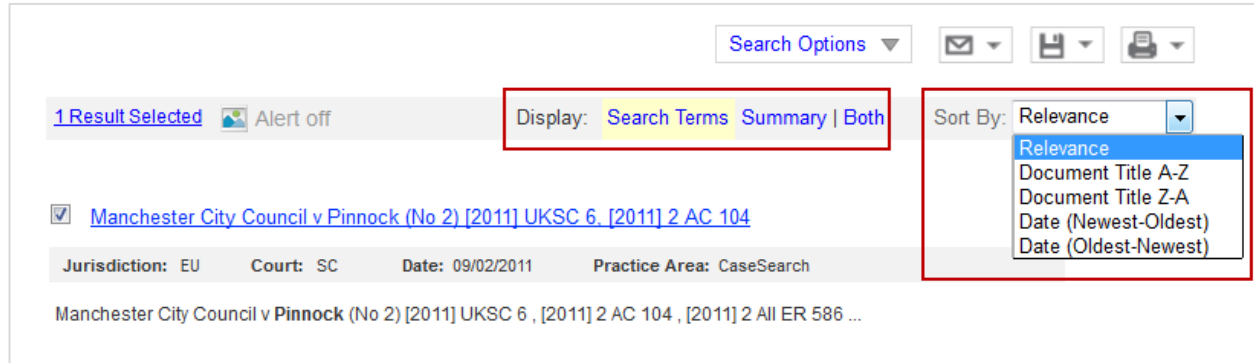 Search Options
1 Result Selected Alert off Display: Search Terms Summary | Both Sort By: Relevance
Relevance
Document Title A-Z
Document Title Z-A
Date (Newest-Oldest)
Date (Oldest-Newest)
Manchester City Council v Pinnock (No 2) [2011] UKSC 6, [2011] 2 AC 104
Jurisdiction: EU Court: SC Date: 09/02/2011 Practice Area: CaseSearch
Manchester City Council v Pinnock (No 2) [2011] UKSC 6 , [2011] 2 AC 104 , [2011] 2 All ER 586 ...